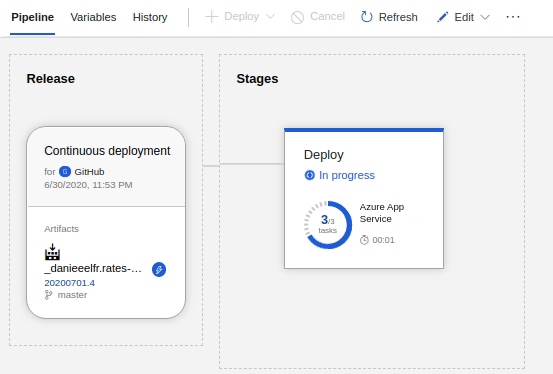 Pipeline Variables History Deploy Cancel Refresh Edit ...
Release
Stages
Continuous deployment
for G GitHub
6/30/2020, 11:53 PM
Artifacts
_danieeelfr.rates-...
20200701.4
master
Deploy
In progress
3/3
tasks
Azure App
Service
00:01